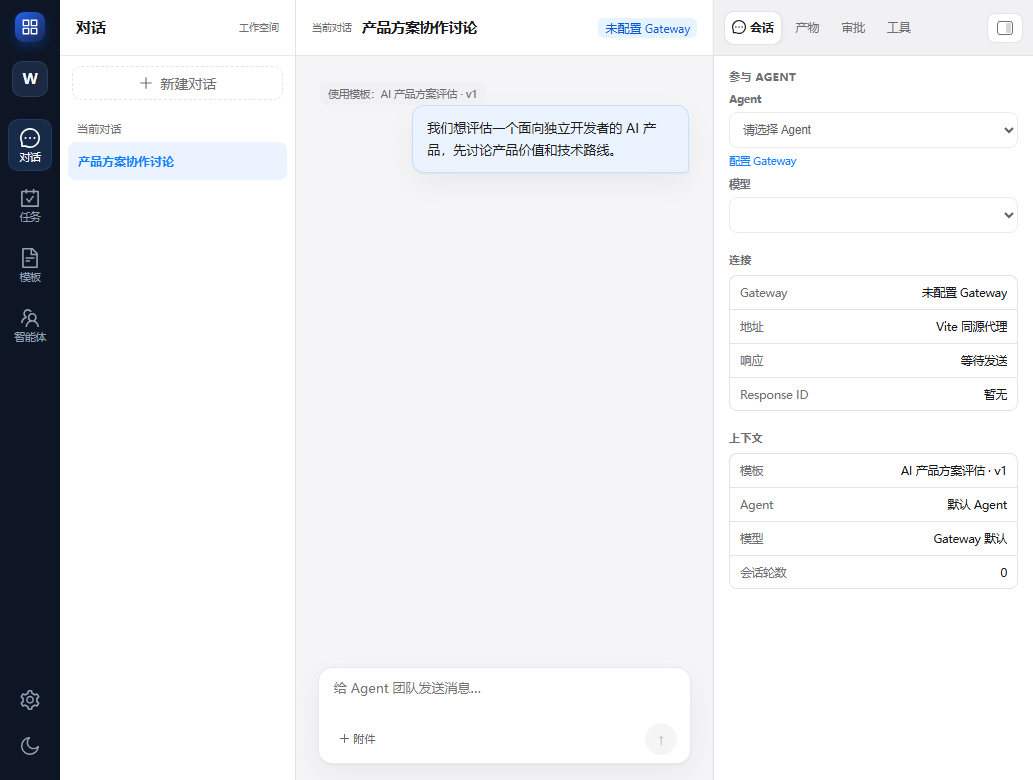 W
对话
任务
模板
智能体
对话
工作空间
新建对话
当前对话
产品方案协作讨论
当前对话
产品方案协作讨论
未配置 Gateway
使用模板：AI 产品方案评估 · v1
我们想评估一个面向独立开发者的 AI 产
品，先讨论产品价值和技术路线。
给 Agent 团队发送消息...
附件
↑
会话
产物
审批
工具
参与 AGENT
Agent
请选择 Agent
配置 Gateway
模型
连接
Gateway
未配置 Gateway
地址
Vite 同源代理
响应
等待发送
Response ID
暂无
上下文
模板
AI 产品方案评估 · v1
Agent
默认 Agent
模型
Gateway 默认
会话轮数
0